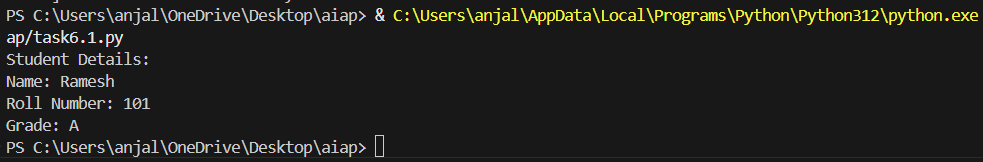 PS C:\Users\anjal\OneDrive\Desktop\aiap> & C:\Users\anjal\AppData\Local\Programs\Python\Python312\python.exe
ap/task6.1.py
Student Details:
Name: Ramesh
Roll Number: 101
Grade: A
PS C:\Users\anjal\OneDrive\Desktop\aiap>